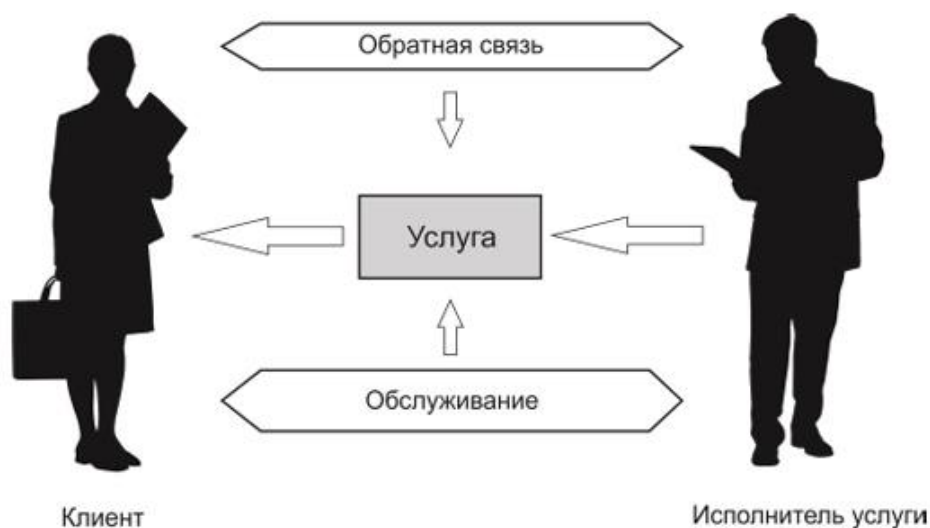 Обратная связь
Услуга
Обслуживание
Клиент
Исполнитель услуги